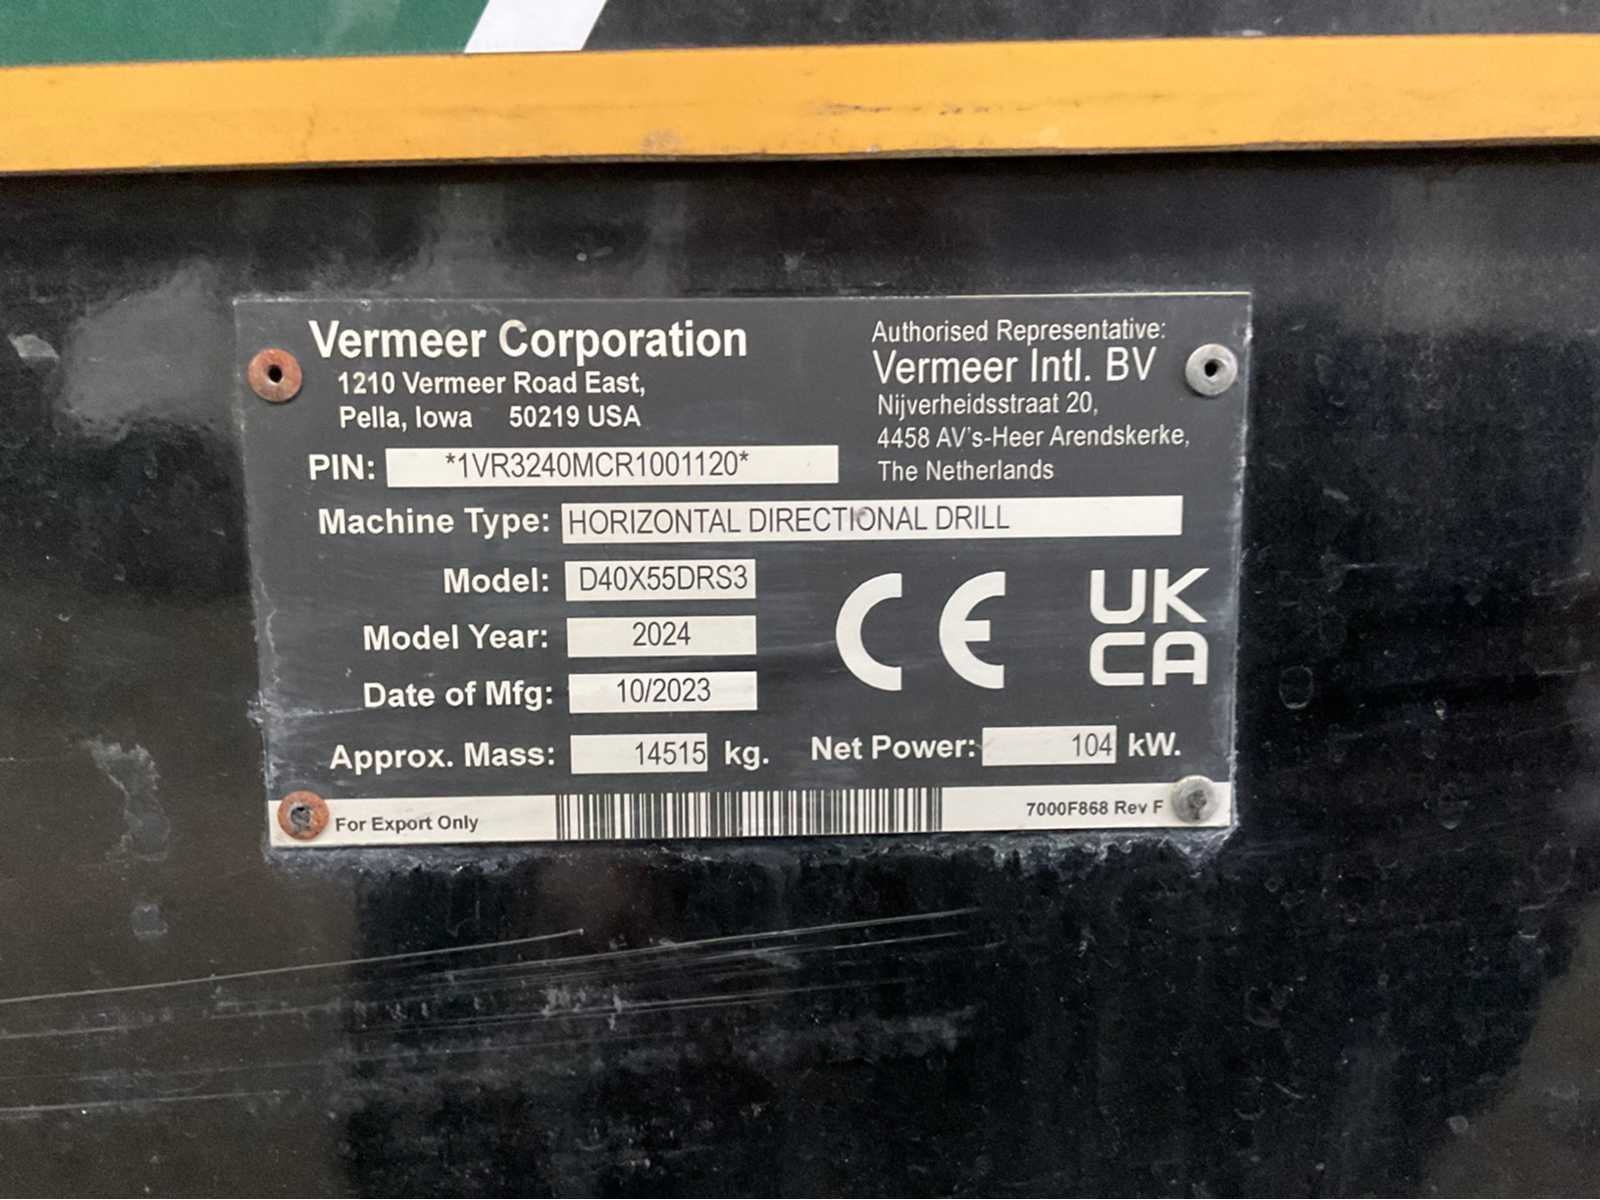 Vermeer Corporation
1210 Vermeer Road East,
Pella, Iowa 50219 USA
Authorised Representative:
Vermeer Intl. BV
Nijverheidsstraat 20,
4458 AV's-Heer Arendskerke,
The Netherlands
PIN: *1VR3240MCR1001120*
Machine Type: HORIZONTAL DIRECTIONAL DRILL
Model: D40X55DRS3
Model Year: 2024
Date of Mfg: 10/2023
CE
UK
CA
Approx. Mass: 14515 kg. Net Power: 104 kW.
For Export Only
7000F868 Rev F